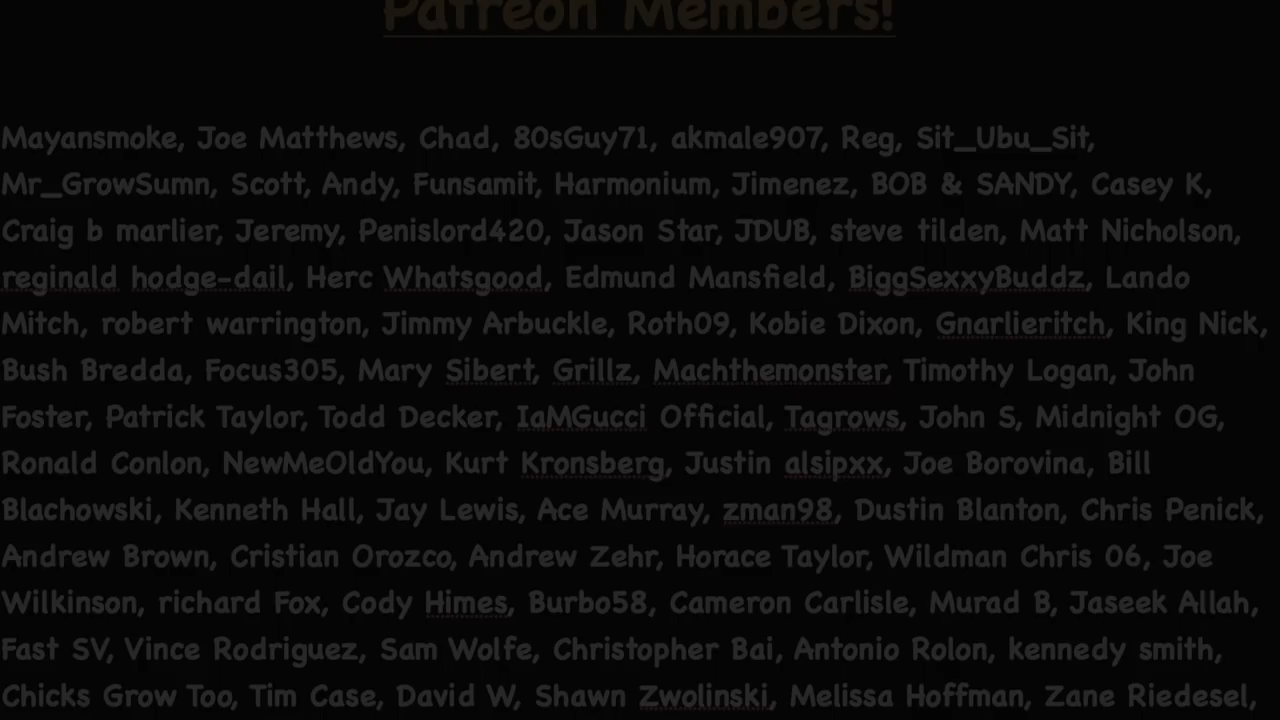 Patreon Members!
Mayansmoke, Joe Matthews, Chad, 80sGuy71, akmale907, Reg, Sit_Ubu_Sit,
Mr_GrowSumn, Scott, Andy, Funsamit, Harmonium, Jimenez, BOB & SANDY, Casey K,
Craig b marlier, Jeremy, Penislord420, Jason Star, JDUB, steve tilden, Matt Nicholson,
reginald hodge-dail, Herc Whatsgood, Edmund Mansfield, BiggSexxyBuddz, Lando
Mitch, robert warrington, Jimmy Arbuckle, Roth09, Kobie Dixon, Gnarlieritch, King Nick,
Bush Bredda, Focus305, Mary Sibert, Grillz, Machthemonster, Timothy Logan, John
Foster, Patrick Taylor, Todd Decker, IaMGucci Official, Tagrows, John S, Midnight OG,
Ronald Conlon, NewMeOldYou, Kurt Kronsberg, Justin alsipxx, Joe Borovina, Bill
Blachowski, Kenneth Hall, Jay Lewis, Ace Murray, zman98, Dustin Blanton, Chris Penick,
Andrew Brown, Cristian Orozco, Andrew Zehr, Horace Taylor, Wildman Chris 06, Joe
Wilkinson, richard Fox, Cody Himes, Burbo58, Cameron Carlisle, Murad B, Jaseek Allah,
Fast SV, Vince Rodriguez, Sam Wolfe, Christopher Bai, Antonio Rolon, kennedy smith,
Chicks Grow Too, Tim Case, David W, Shawn Zwolinski, Melissa Hoffman, Zane Riedesel,